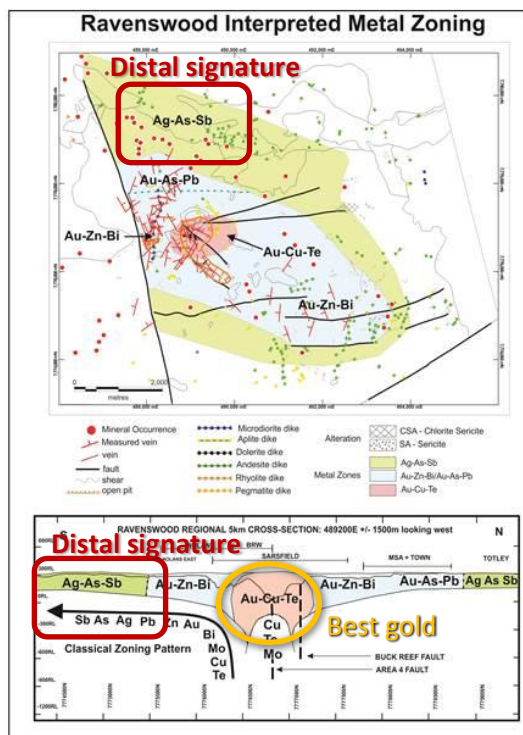 Ravenswood Interpreted Metal Zoning
Distal signature
Ag-As-Sb
Au-As-Pb
Au-Zn-Bi
Au-Cu-Te
Au-Zn-Bi
0
2,000
metres
Mineral Occurrence
Measured vein
vein
fault
shear
open pit
Microdiorite dike
Aplite dike
Dolerite dike
Andesite dike
Rhyolite dike
Pegmatite dike
Alteration
CSA - Chlorite Sericite
SA - Sericite
Metal Zones
Ag-As-Sb
Au-Zn-Bi/Au-As-Pb
Au-Cu-Te
RAVENSWOOD REGIONAL 5km CROSS-SECTION: 489200E +/- 1500m looking west
N
Distal signature
BRW
SARSFIELD
MSA + TOWN
TOTLEY
Ag-As-Sb
Au-Zn-Bi
Au-Cu-Te
Au-Zn-Bi
Au-As-Pb
Ag As Sb
Sb As Ag Pb Zn Au
Bi
Mo
Cu
Te
Cu
Te
Mo
Classical Zoning Pattern
Best gold
BUCK REEF FAULT
AREA 4 FAULT